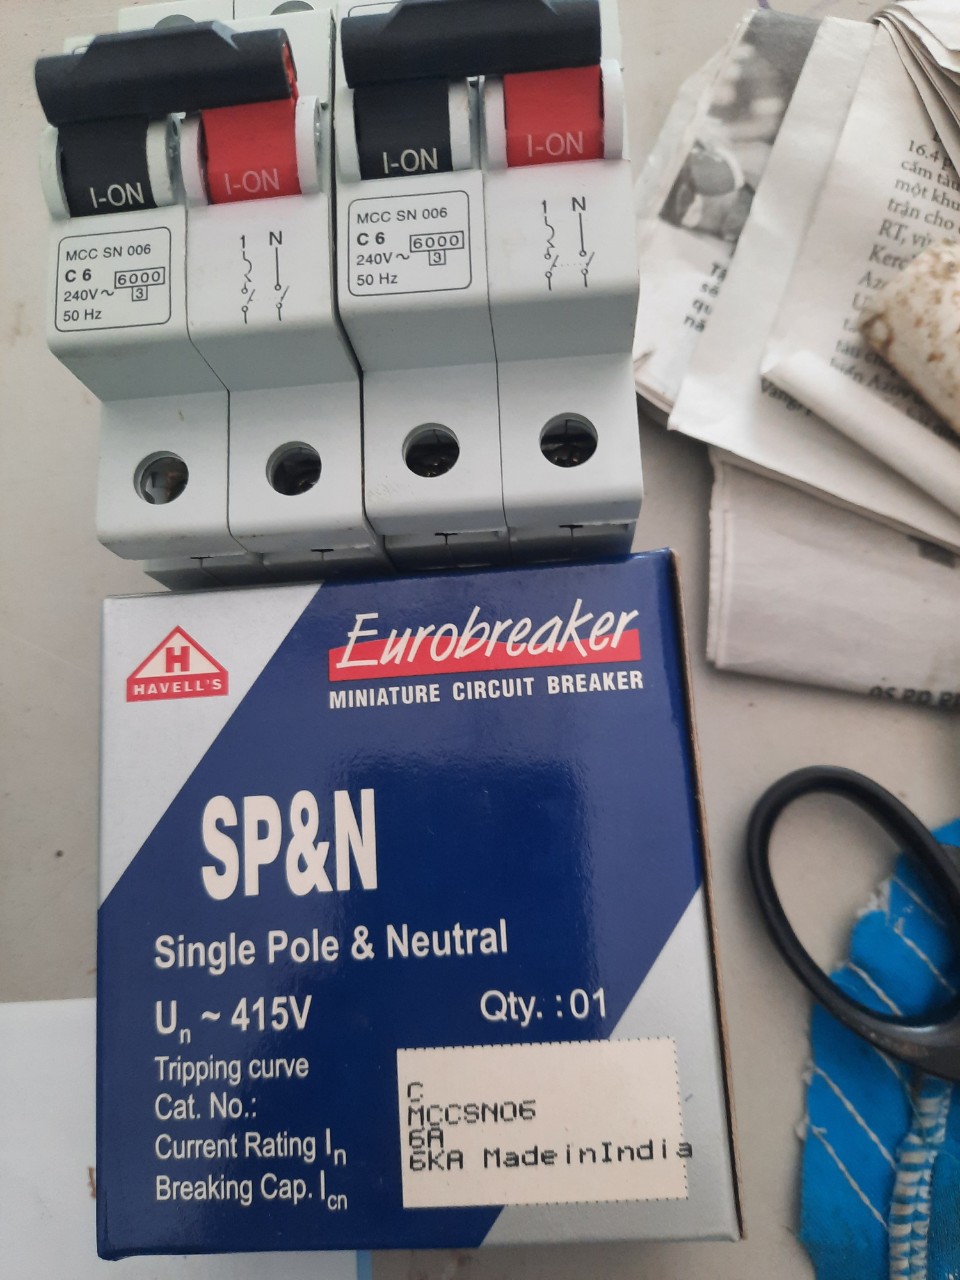 I-ON
I-ON
MCC SN 006
C 6
6000
240V ~
3
50 Hz
1 N
I-ON
I-ON
MCC SN 006
C 6
6000
240V ~
3
50 Hz
1 N
H
HAVELL'S
Eurobreaker
MINIATURE CIRCUIT BREAKER
SP&N
Single Pole & Neutral
Un ~ 415V
Qty. : 01
Tripping curve
Cat. No.:
Current Rating In
Breaking Cap. Icn
C
MCCSN06
6A
6KA MadeinIndia
16.4
cấm tàu
một khu
trận cho
RT,